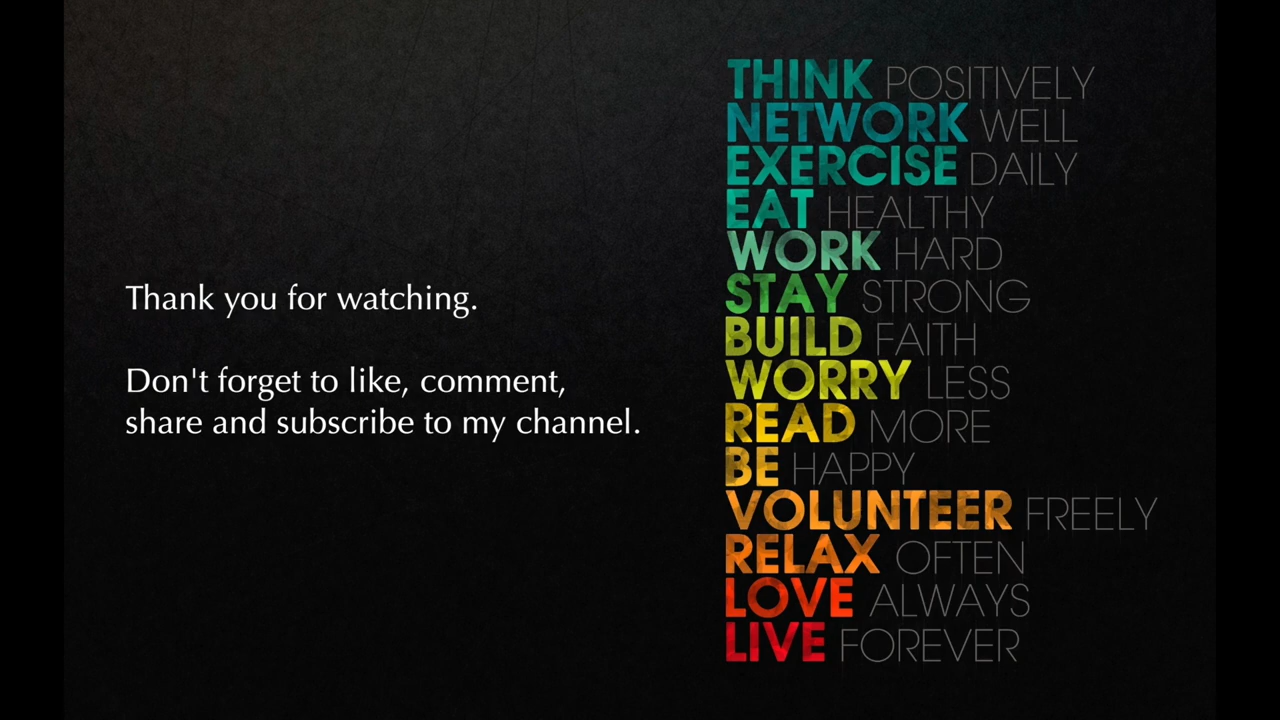 Thank you for watching.
Don't forget to like, comment,
share and subscribe to my channel.
THINK POSITIVELY
NETWORK WELL
EXERCISE DAILY
EAT HEALTHY
WORK HARD
STAY STRONG
BUILD FAITH
WORRY LESS
READ MORE
BE HAPPY
VOLUNTEER FREELY
RELAX OFTEN
LOVE ALWAYS
LIVE FOREVER